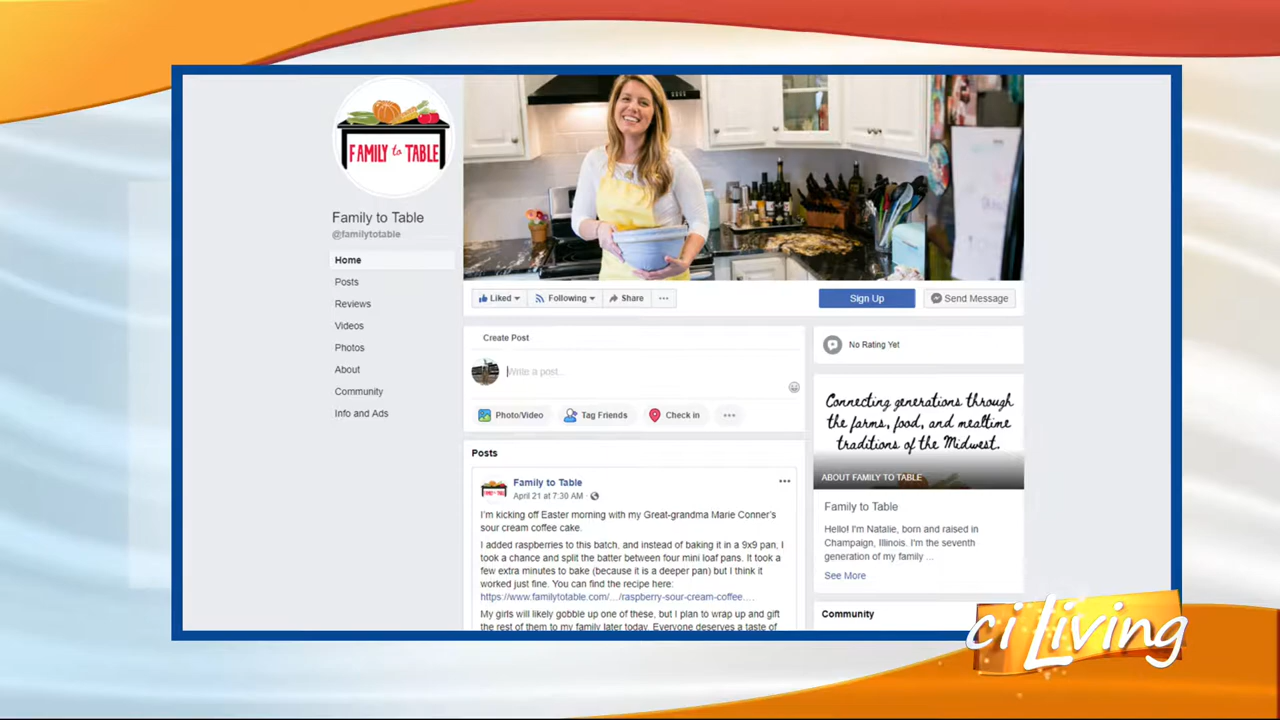 FAMILY to TABLE
Family to Table
@familytotable
Home
Posts
Reviews
Videos
Photos
About
Community
Info and Ads
Liked
Following
Share
Sign Up
Send Message
Create Post
Write a post...
Photo/Video
Tag Friends
Check in
Posts
Family to Table
April 21 at 7:30 AM
I'm kicking off Easter morning with my Great-grandma Marie Conner's
sour cream coffee cake.
I added raspberries to this batch, and instead of baking it in a 9x9 pan, I
took a chance and split the batter between four mini loaf pans. It took a
few extra minutes to bake (because it is a deeper pan) but I think it
worked just fine. You can find the recipe here:
https://www.familytotable.com/.../raspberry-sour-cream-coffee....
My girls will likely gobble up one of these, but I plan to wrap up and gift
the rest of them to my family later today. Everyone deserves a taste of
No Rating Yet
Connecting generations through
the farms, food, and mealtime
traditions of the Midwest.
ABOUT FAMILY TO TABLE
Family to Table
Hello! I'm Natalie, born and raised in
Champaign, Illinois. I'm the seventh
generation of my family ...
See More
Community
ci Living